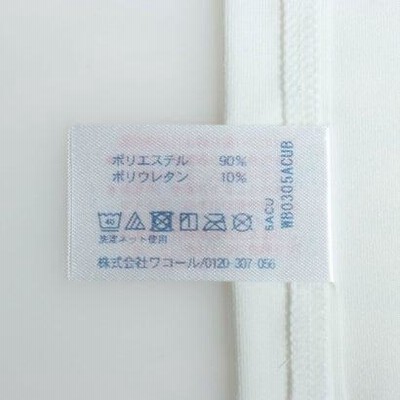 ポリエステル 90%
ポリウレタン 10%
40
洗濯ネット使用
株式会社ワコール/0120-307-056
5ACU
WB0305ACUB